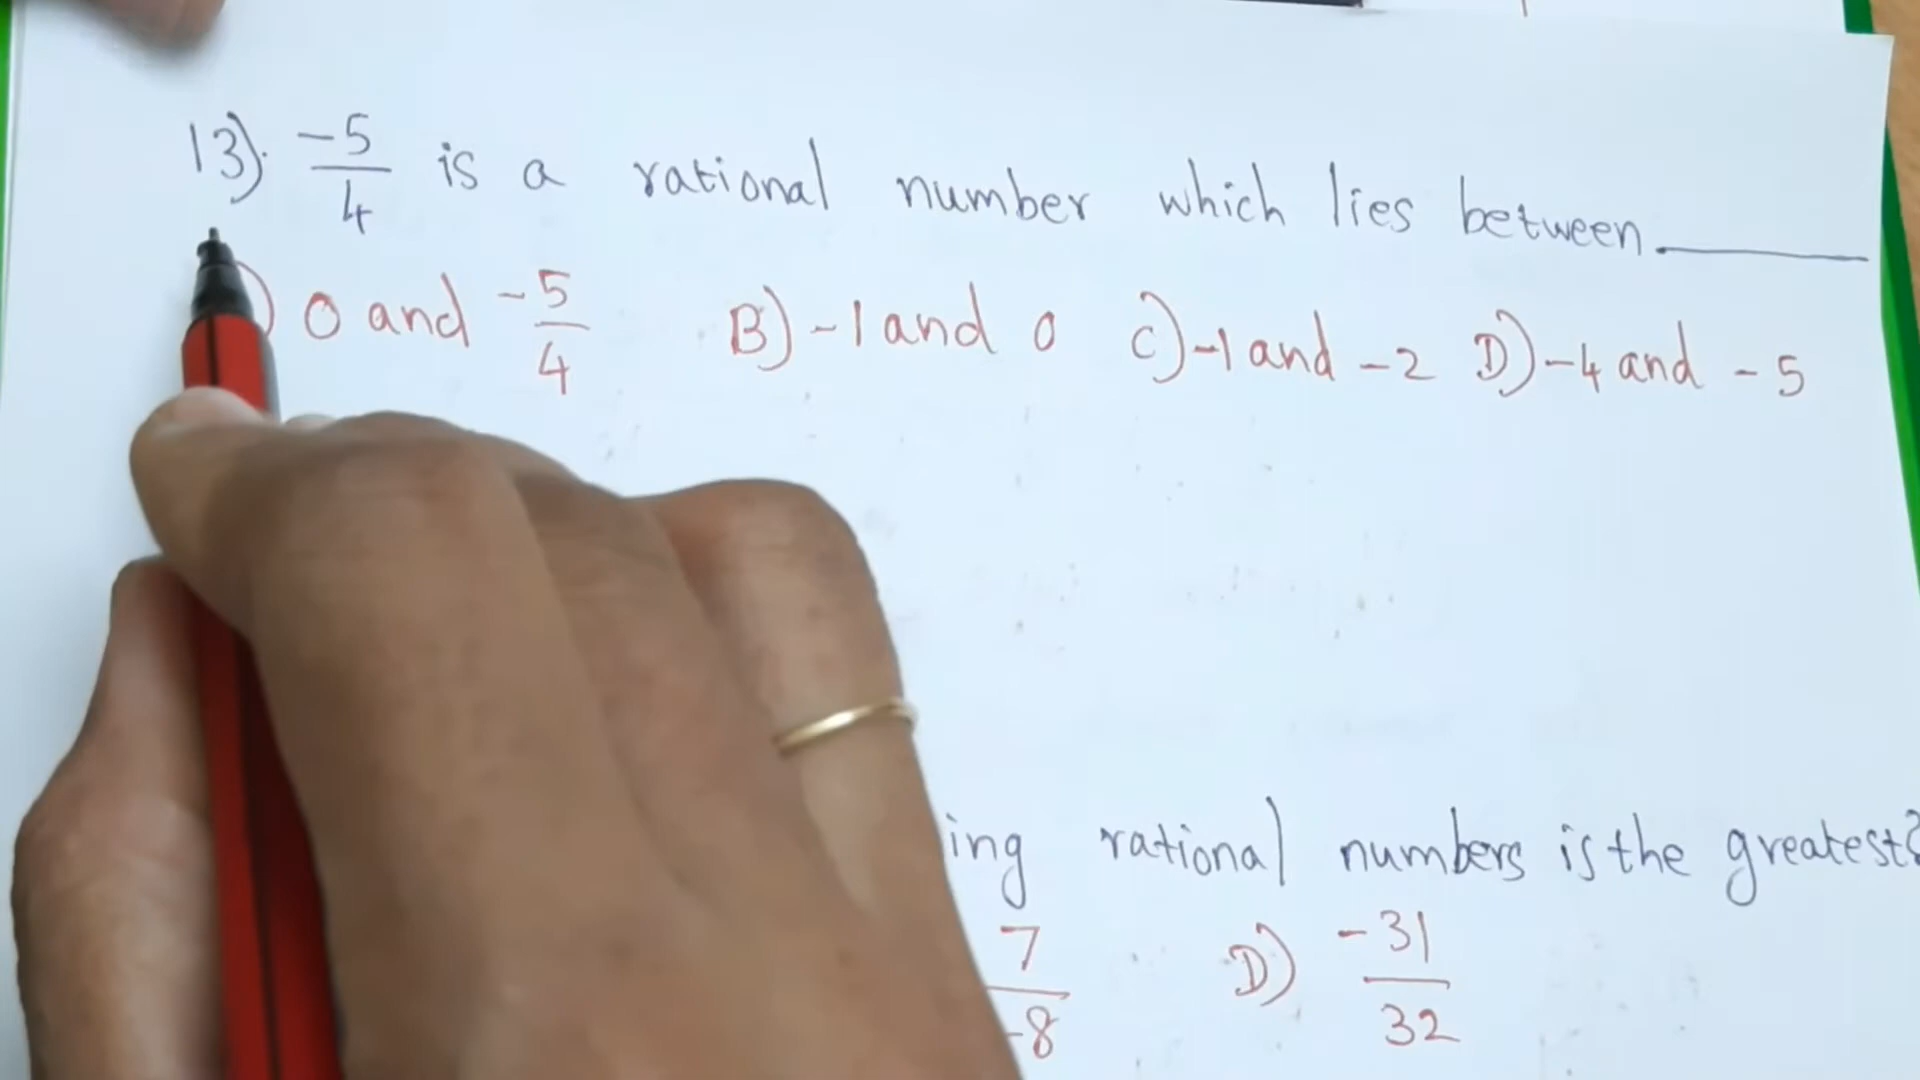 13). -5/4 is a rational number which lies between ______
) 0 and -5/4 B) -1 and 0 C) -1 and -2 D) -4 and -5
rational numbers is the greatest?
7/-8 D) -31/32